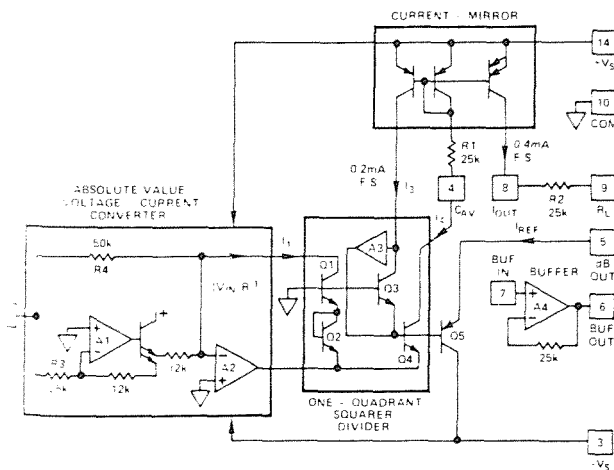 CURRENT - MIRROR
14
-VS
10
COM
R1
25k
0.2mA
F.S.
I3
0.4mA
F.S.
4
CAV
8
IOUT
R2
25k
9
RL
ABSOLUTE VALUE
VOLTAGE - CURRENT
CONVERTER
50k
R4
I1
|VIN R
A3
Q1
Q3
Q2
Q4
IREF
5
dB
OUT
BUF
IN
BUFFER
7
A4
6
BUF
OUT
25k
Q5
A1
12k
A2
R3
12k
ONE - QUADRANT
SQUARER
DIVIDER
3
-VS